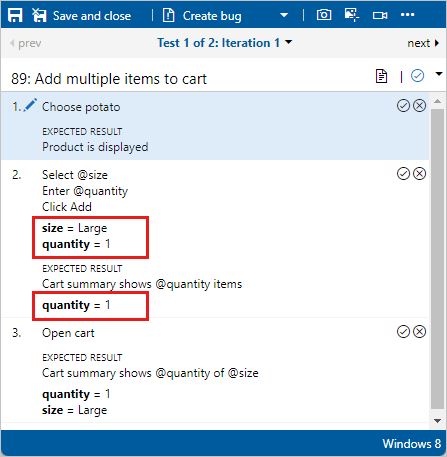 Save and close Create bug
prev Test 1 of 2: Iteration 1 next
89: Add multiple items to cart
1. Choose potato
EXPECTED RESULT
Product is displayed
2. Select @size
Enter @quantity
Click Add
size = Large
quantity = 1
EXPECTED RESULT
Cart summary shows @quantity items
quantity = 1
3. Open cart
EXPECTED RESULT
Cart summary shows @quantity of @size
quantity = 1
size = Large
Windows 8